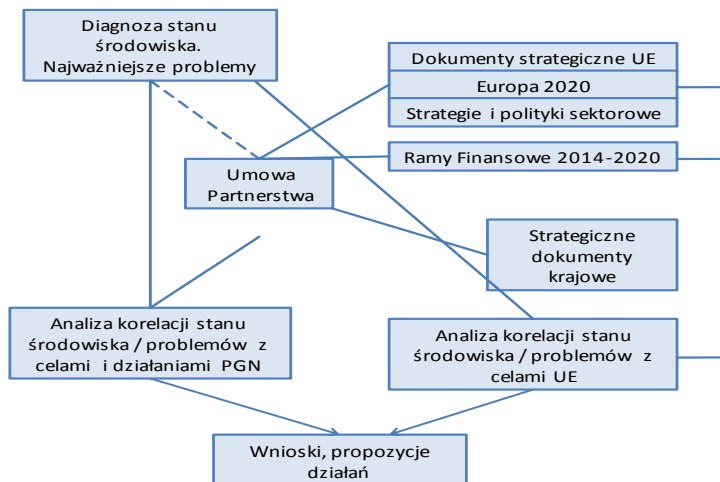 Diagnoza stanu
środowiska.
Najważniejsze problemy
Dokumenty strategiczne UE
Europa 2020
Strategie i polityki sektorowe
Ramy Finansowe 2014-2020
Umowa
Partnerstwa
Strategiczne
dokumenty
krajowe
Analiza korelacji stanu
środowiska / problemów z
celami i działaniami PGN
Analiza korelacji stanu
środowiska / problemów z
celami UE
Wnioski, propozycje
działań